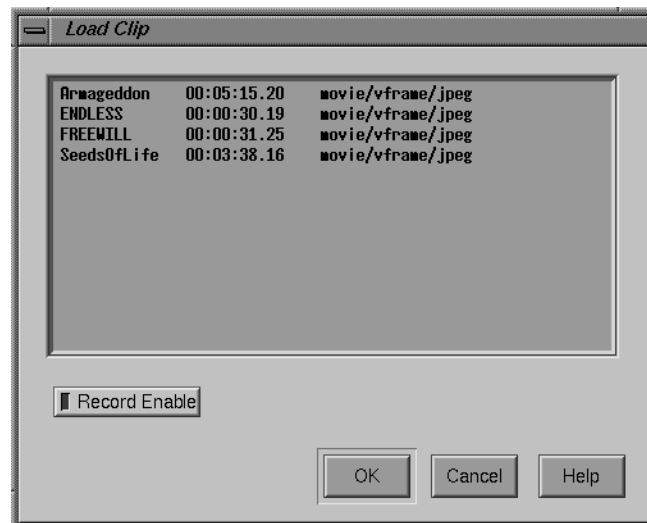 Load Clip
Armageddon 00:05:15.20 movie/vframe/jpeg
ENDLESS 00:00:30.19 movie/vframe/jpeg
FREEWILL 00:00:31.25 movie/vframe/jpeg
SeedsOfLife 00:03:38.16 movie/vframe/jpeg
Record Enable
OK Cancel Help